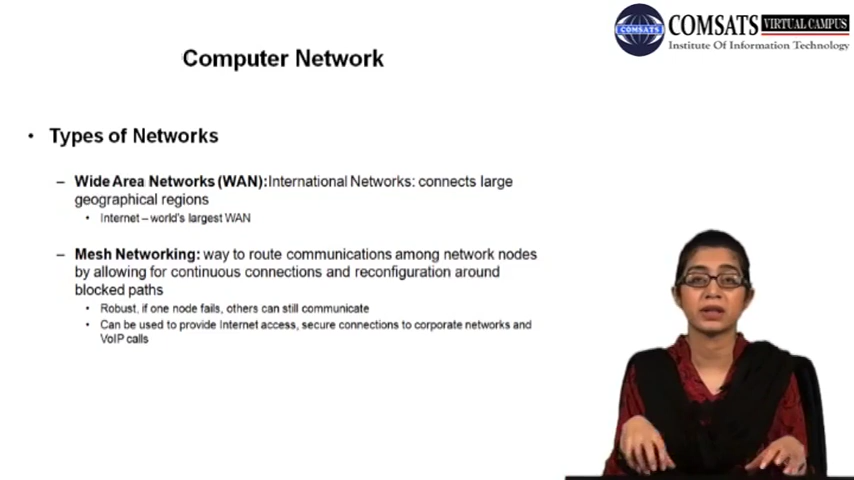 COMSATS VIRTUAL CAMPUS
Institute Of Information Technology
COMSATS
Computer Network
• Types of Networks
– Wide Area Networks (WAN):International Networks: connects large
geographical regions
• Internet – world's largest WAN
– Mesh Networking: way to route communications among network nodes
by allowing for continuous connections and reconfiguration around
blocked paths
• Robust, if one node fails, others can still communicate
• Can be used to provide Internet access, secure connections to corporate networks and
VoIP calls